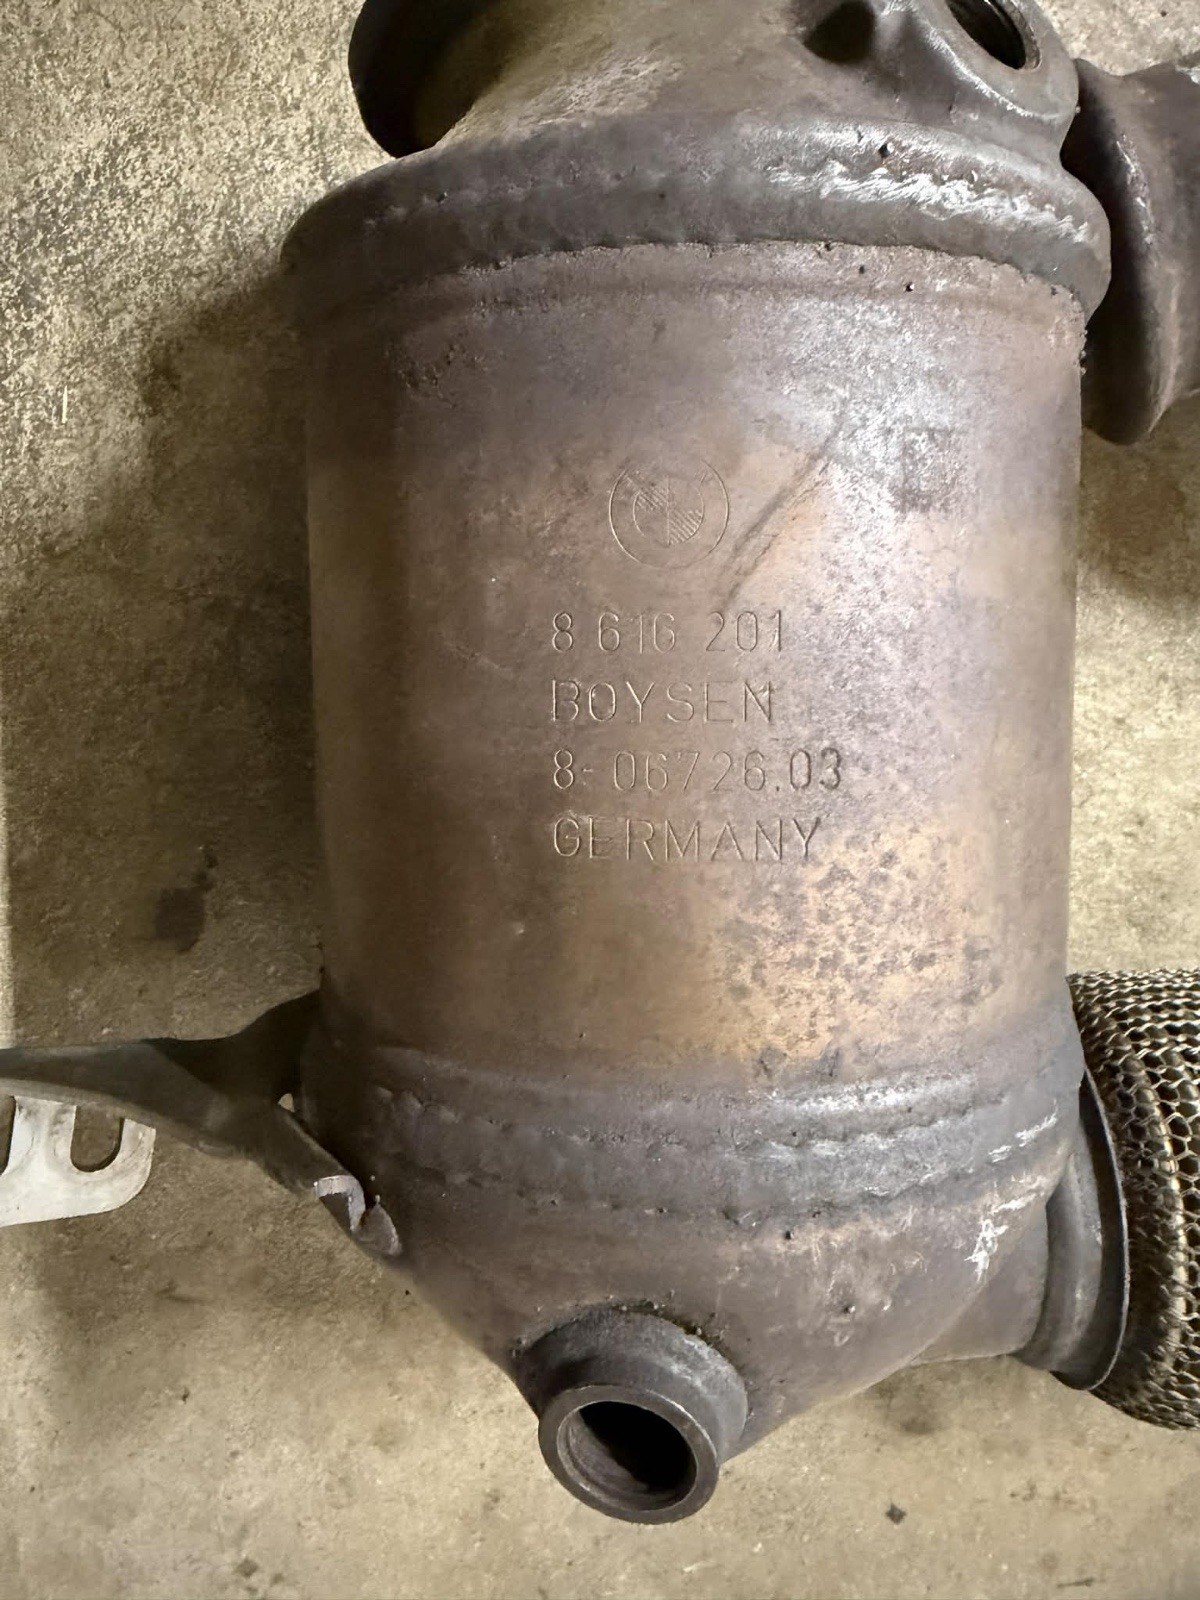 8 616 201
BOYSEN
8-06726.03
GERMANY